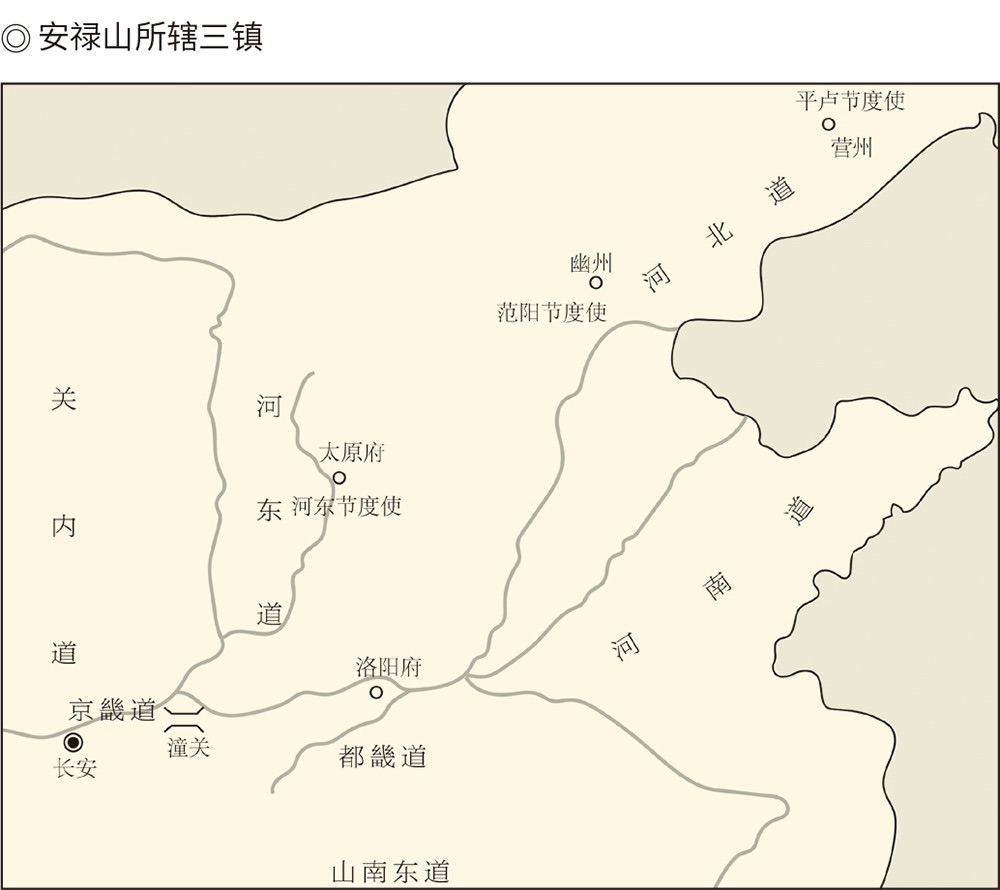 ◎ 安禄山所辖三镇
平卢节度使
营州
河北道
幽州
范阳节度使
关内道
河东道
太原府
河东节度使
河南道
洛阳府
京畿道
潼关
长安
都畿道
山南东道